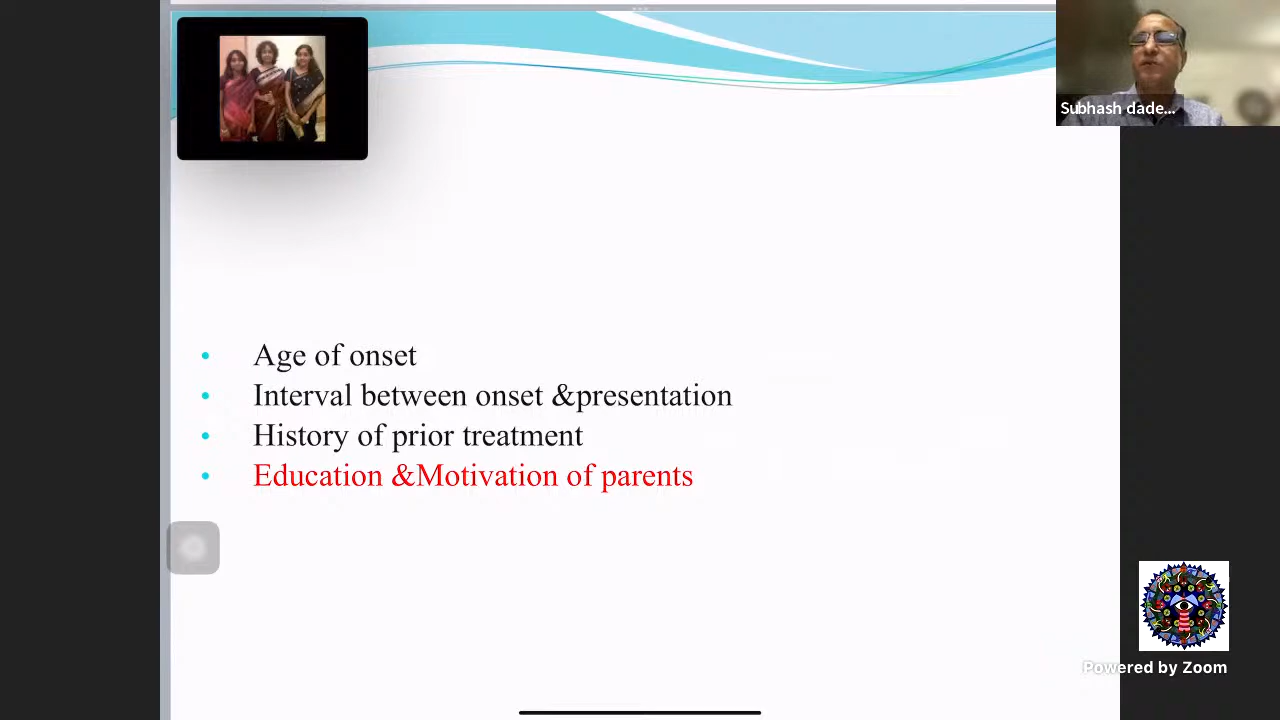 Subhash dade...
Age of onset
Interval between onset &presentation
History of prior treatment
Education &Motivation of parents
Powered by Zoom